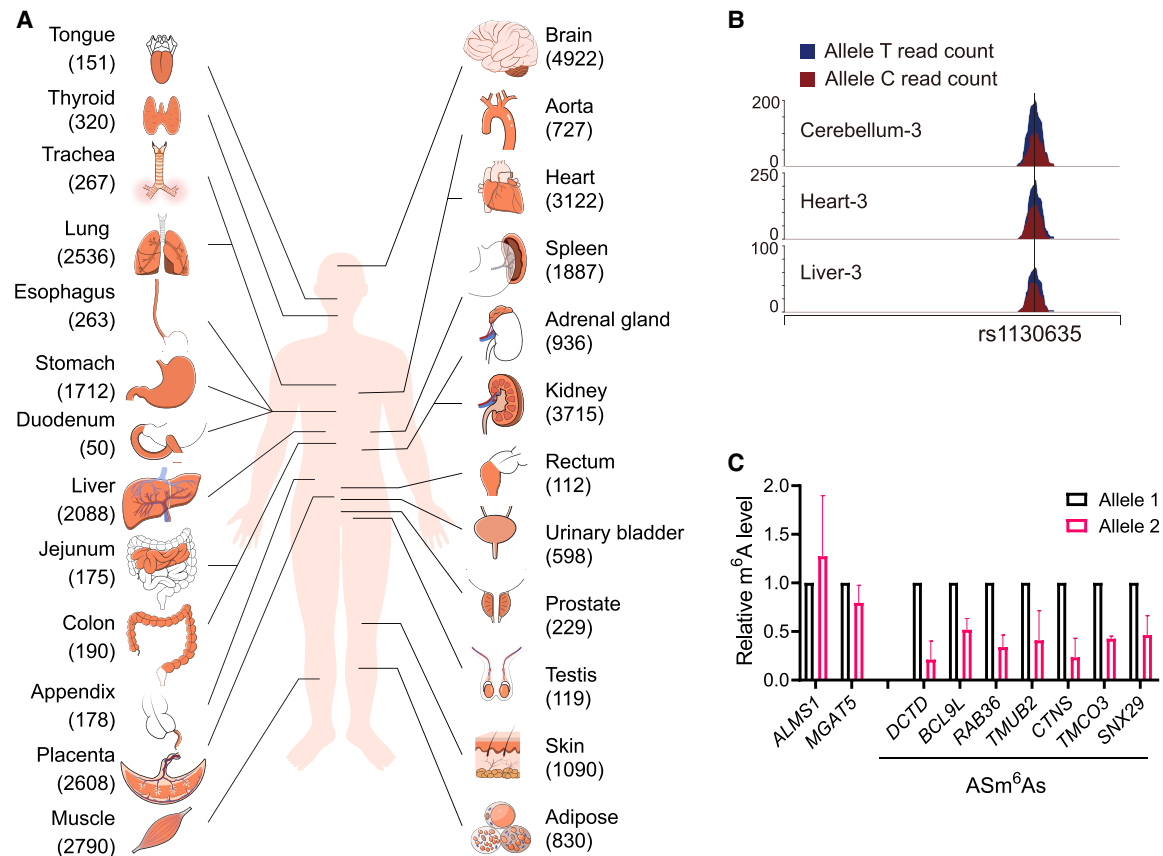 A
Tongue
(151)
Thyroid
(320)
Trachea
(267)
Lung
(2536)
Esophagus
(263)
Stomach
(1712)
Duodenum
(50)
Liver
(2088)
Jejunum
(175)
Colon
(190)
Appendix
(178)
Placenta
(2608)
Muscle
(2790)
Brain
(4922)
Aorta
(727)
Heart
(3122)
Spleen
(1887)
Adrenal gland
(936)
Kidney
(3715)
Rectum
(112)
Urinary bladder
(598)
Prostate
(229)
Testis
(119)
Skin
(1090)
Adipose
(830)
B
Allele T read count
Allele C read count
200
Cerebellum-3
0
250
Heart-3
0
100
Liver-3
0
rs1130635
C
Relative m⁶A level
2.0
1.5
1.0
0.5
0.0
Allele 1
Allele 2
ALMS1
MGAT5
DCTD
BCL9L
RAB36
TMUB2
CTNS
TMCO3
SNX29
ASm⁶As